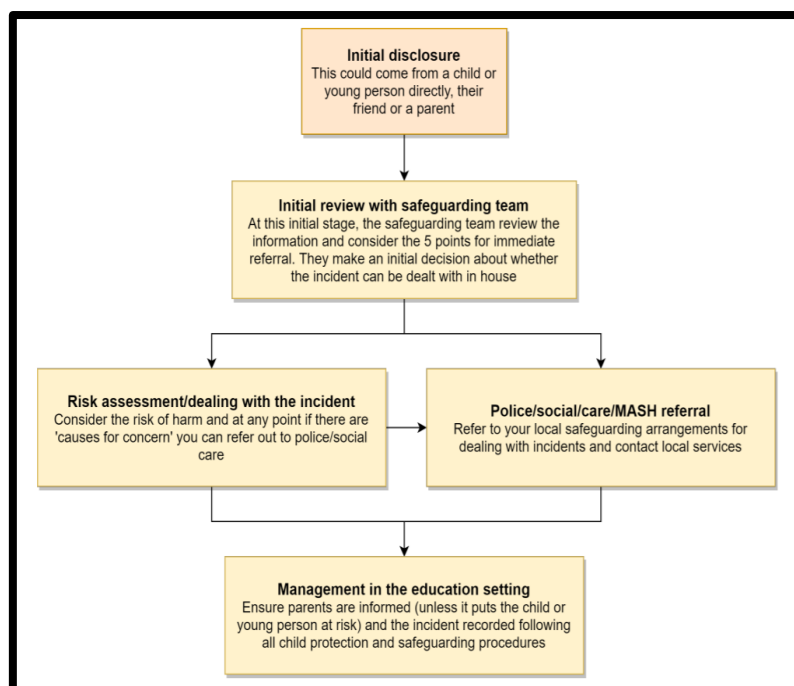 Initial disclosure
This could come from a child or
young person directly, their
friend or a parent
Initial review with safeguarding team
At this initial stage, the safeguarding team review the
information and consider the 5 points for immediate
referral. They make an initial decision about whether
the incident can be dealt with in house
Risk assessment/dealing with the incident
Consider the risk of harm and at any point if there are
'causes for concern' you can refer out to police/social
care
Police/social/care/MASH referral
Refer to your local safeguarding arrangements for
dealing with incidents and contact local services
Management in the education setting
Ensure parents are informed (unless it puts the child or
young person at risk) and the incident recorded following
all child protection and safeguarding procedures